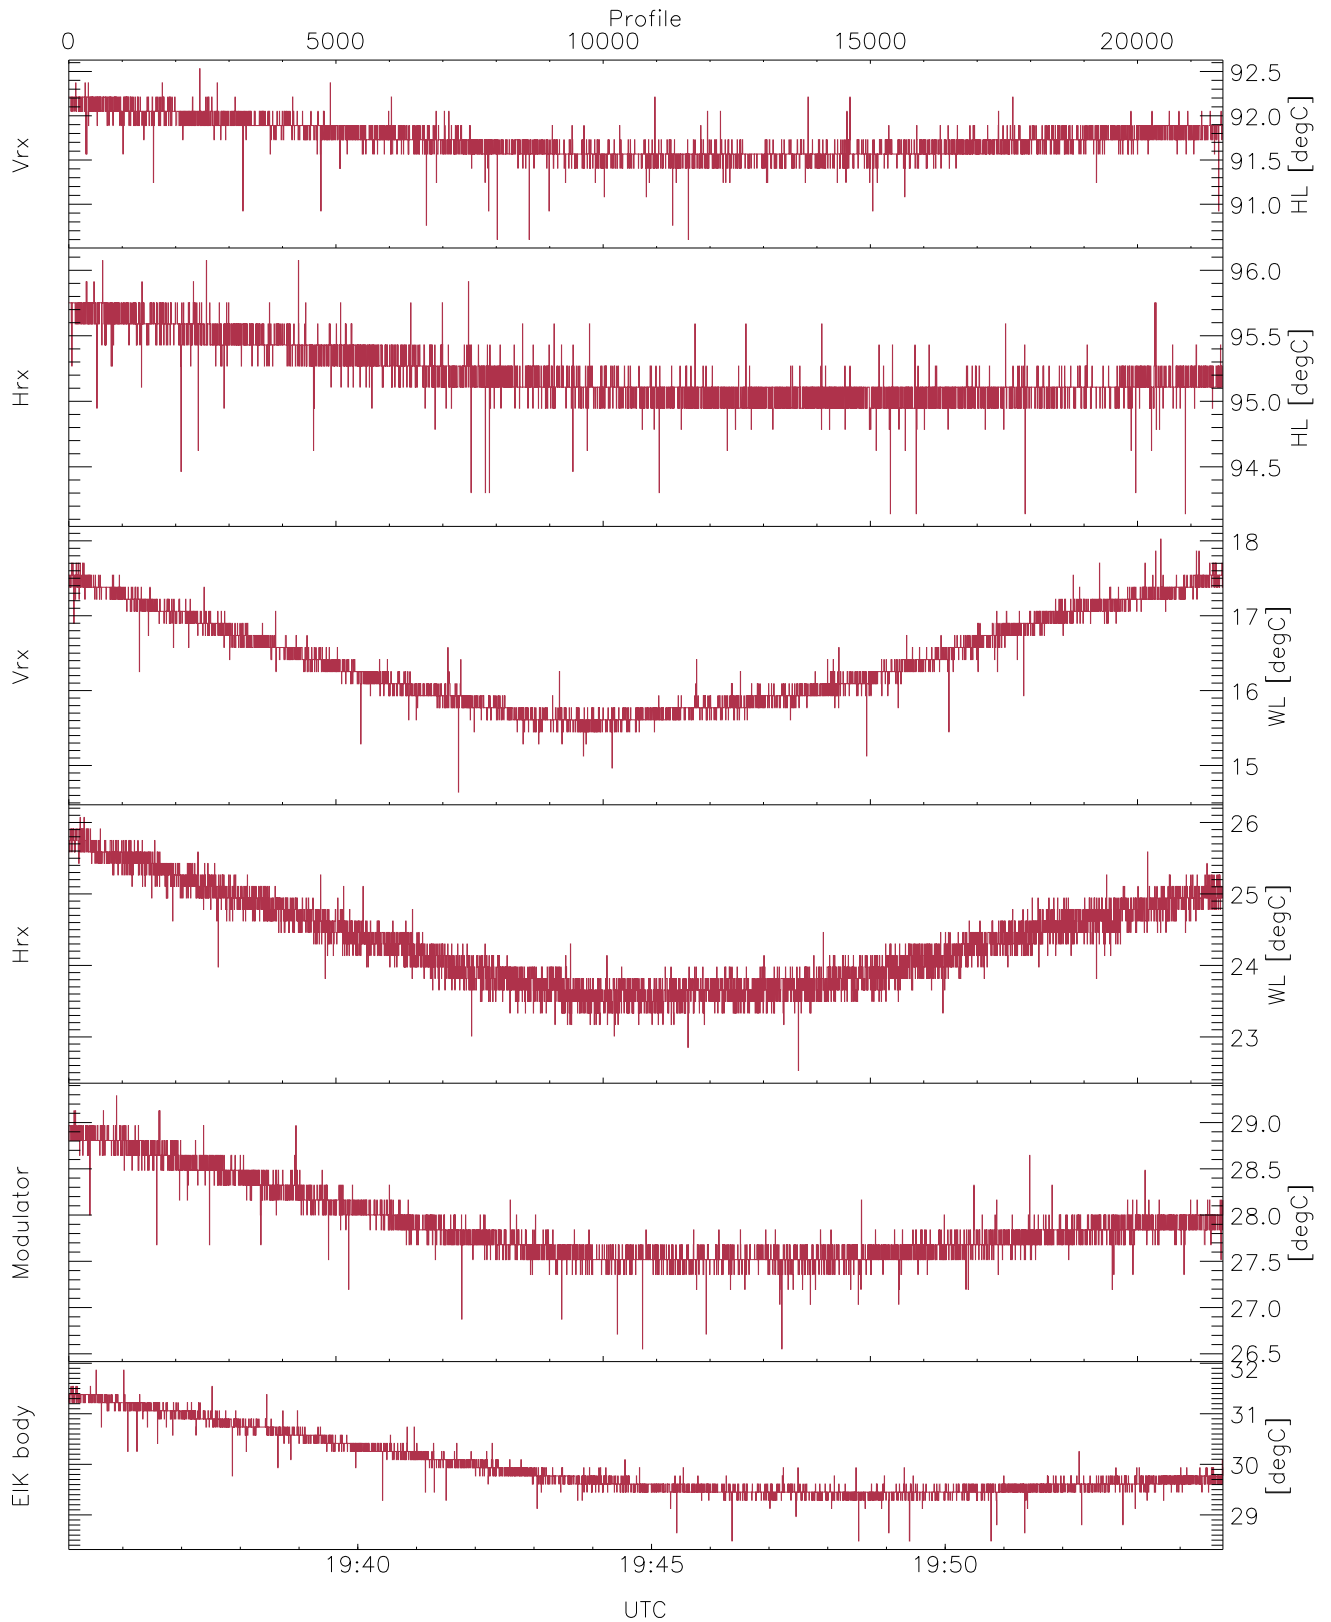 Profile
0 5000 10000 15000 20000
Vrx
92.5
92.0
91.5
91.0
HL [degC]
Hrx
96.0
95.5
95.0
94.5
HL [degC]
Vrx
18
17
16
15
WL [degC]
Hrx
26
25
24
23
WL [degC]
Modulator
29.0
28.5
28.0
27.5
27.0
26.5
[degC]
EIK body
32
31
30
29
[degC]
19:40 19:45 19:50
UTC